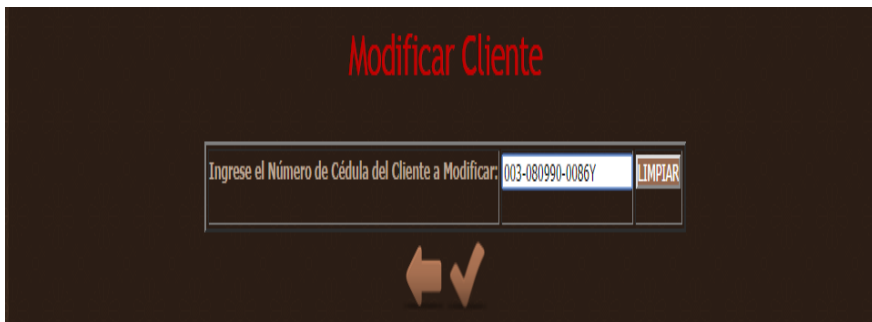 Modificar Cliente
Ingrese el Número de Cédula del Cliente a Modificar: 003-080990-0086Y LIMPIAR